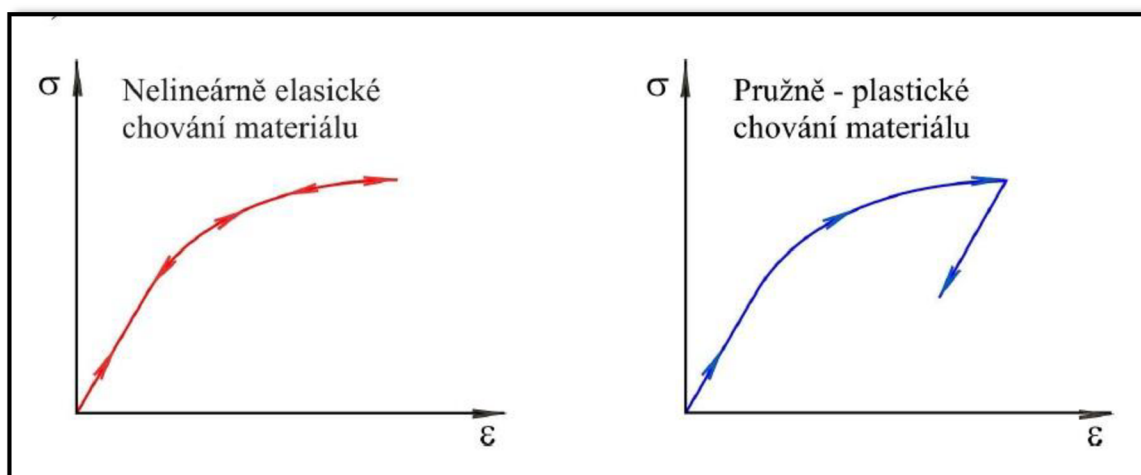 σ
Nelineárně elasické
chování materiálu
ε
σ
Pružně - plastické
chování materiálu
ε